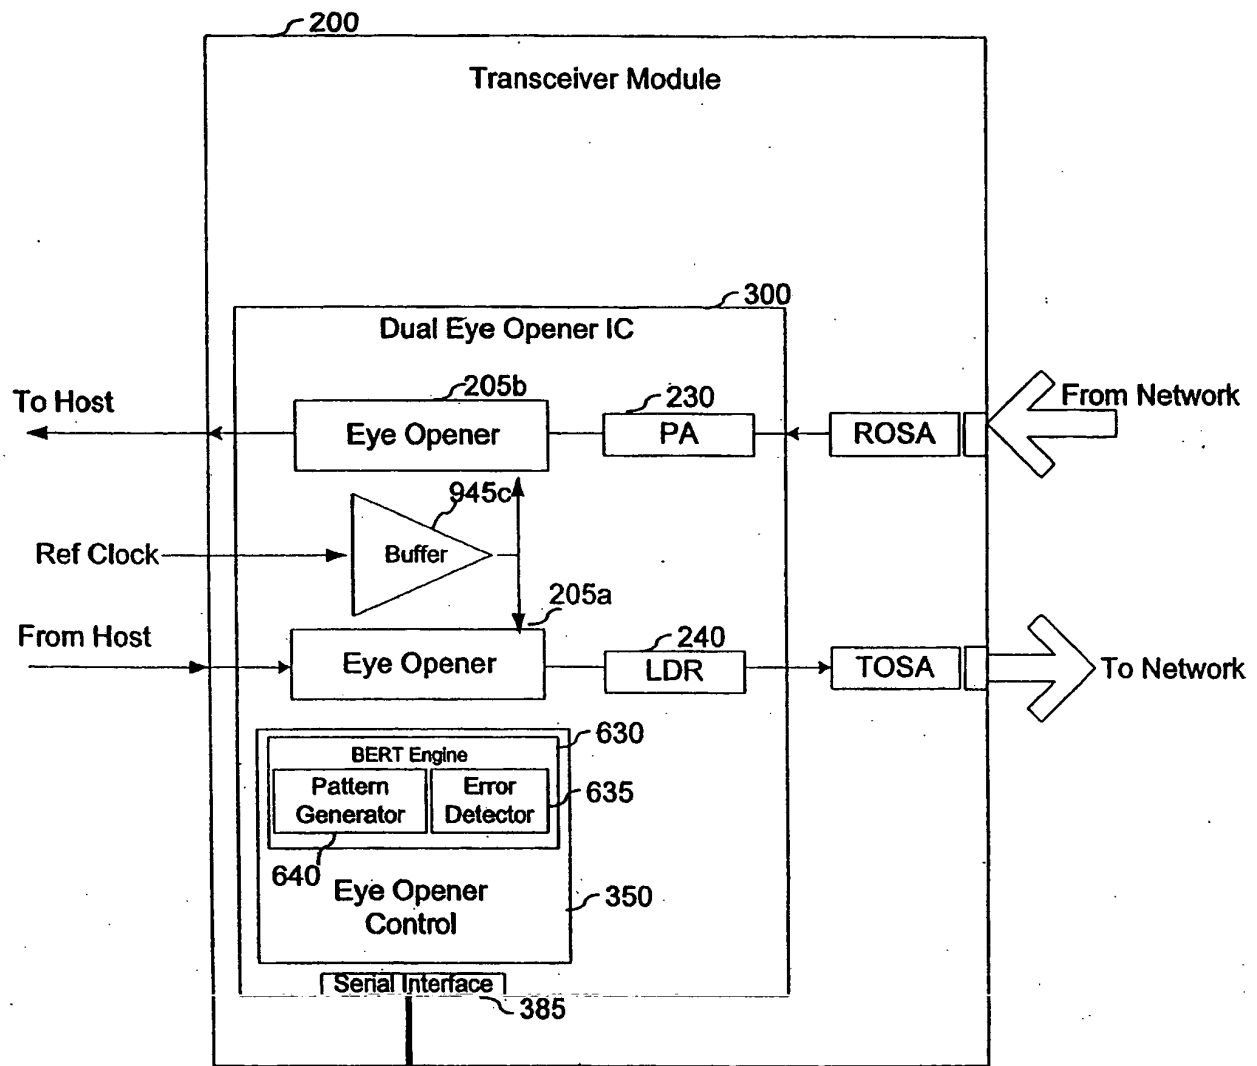 200
Transceiver Module
300
Dual Eye Opener IC
205b
230
To Host
Eye Opener
PA
ROSA
From Network
945c
Ref Clock
Buffer
205a
From Host
240
Eye Opener
LDR
TOSA
To Network
630
BERT Engine
Pattern
Generator
Error
Detector
635
640
Eye Opener
Control
350
Serial Interface
385